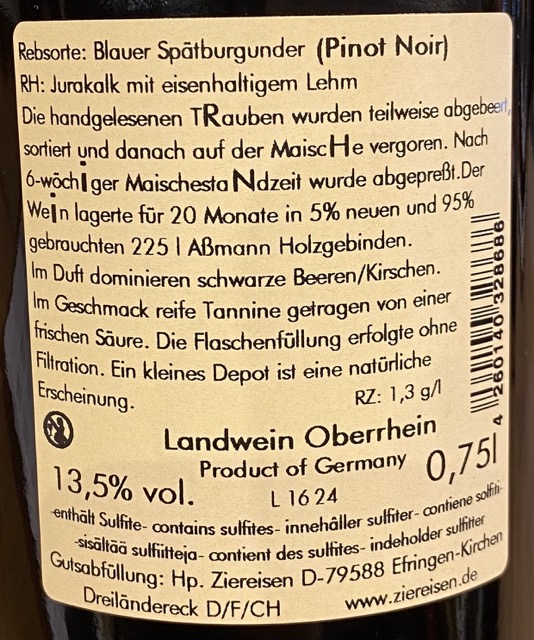 Rebsorte: Blauer Spätburgunder (Pinot Noir)
RH: Jurakalk mit eisenhaltigem Lehm
Die handgelesenen TRauben wurden teilweise abgebeert,
sortiert und danach auf der MaiscHe vergoren. Nach
6-wöchIger MaischestaNdzeit wurde abgepreßt.Der
WeIn lagerte für 20 Monate in 5% neuen und 95%
gebrauchten 225 l Aßmann Holzgebinden.
Im Duft dominieren schwarze Beeren/Kirschen.
Im Geschmack reife Tannine getragen von einer
frischen Säure. Die Flaschenfüllung erfolgte ohne
Filtration. Ein kleines Depot ist eine natürliche
Erscheinung.
RZ: 1,3 g/l
4 260140 328686
Landwein Oberrhein
13,5% vol.
Product of Germany
0,75l
L 16 24
-enthält Sulfite- contains sulfites- innehåller sulfiter- contiene solfiti-
-sisältää sulfiitteja- contient des sulfites- indeholder sulfitter
Gutsabfüllung: Hp. Ziereisen D-79588 Efringen-Kirchen
Dreiländereck D/F/CH
www.ziereisen.de